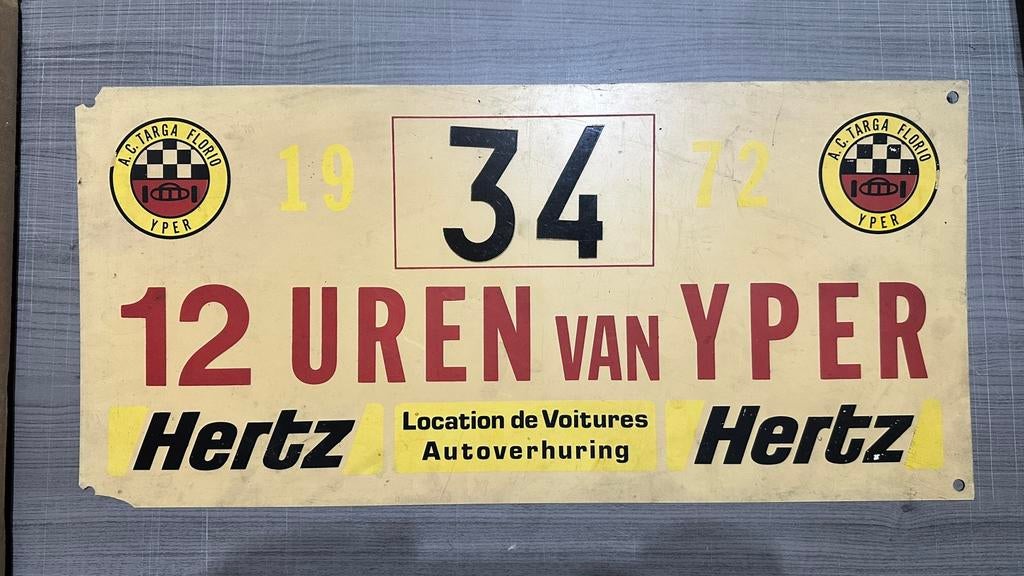 A.C. TARGA FLORIO
YPER
19 34 72
A.C. TARGA FLORIO
YPER
12 UREN VAN YPER
Hertz
Location de Voitures
Autoverhuring
Hertz